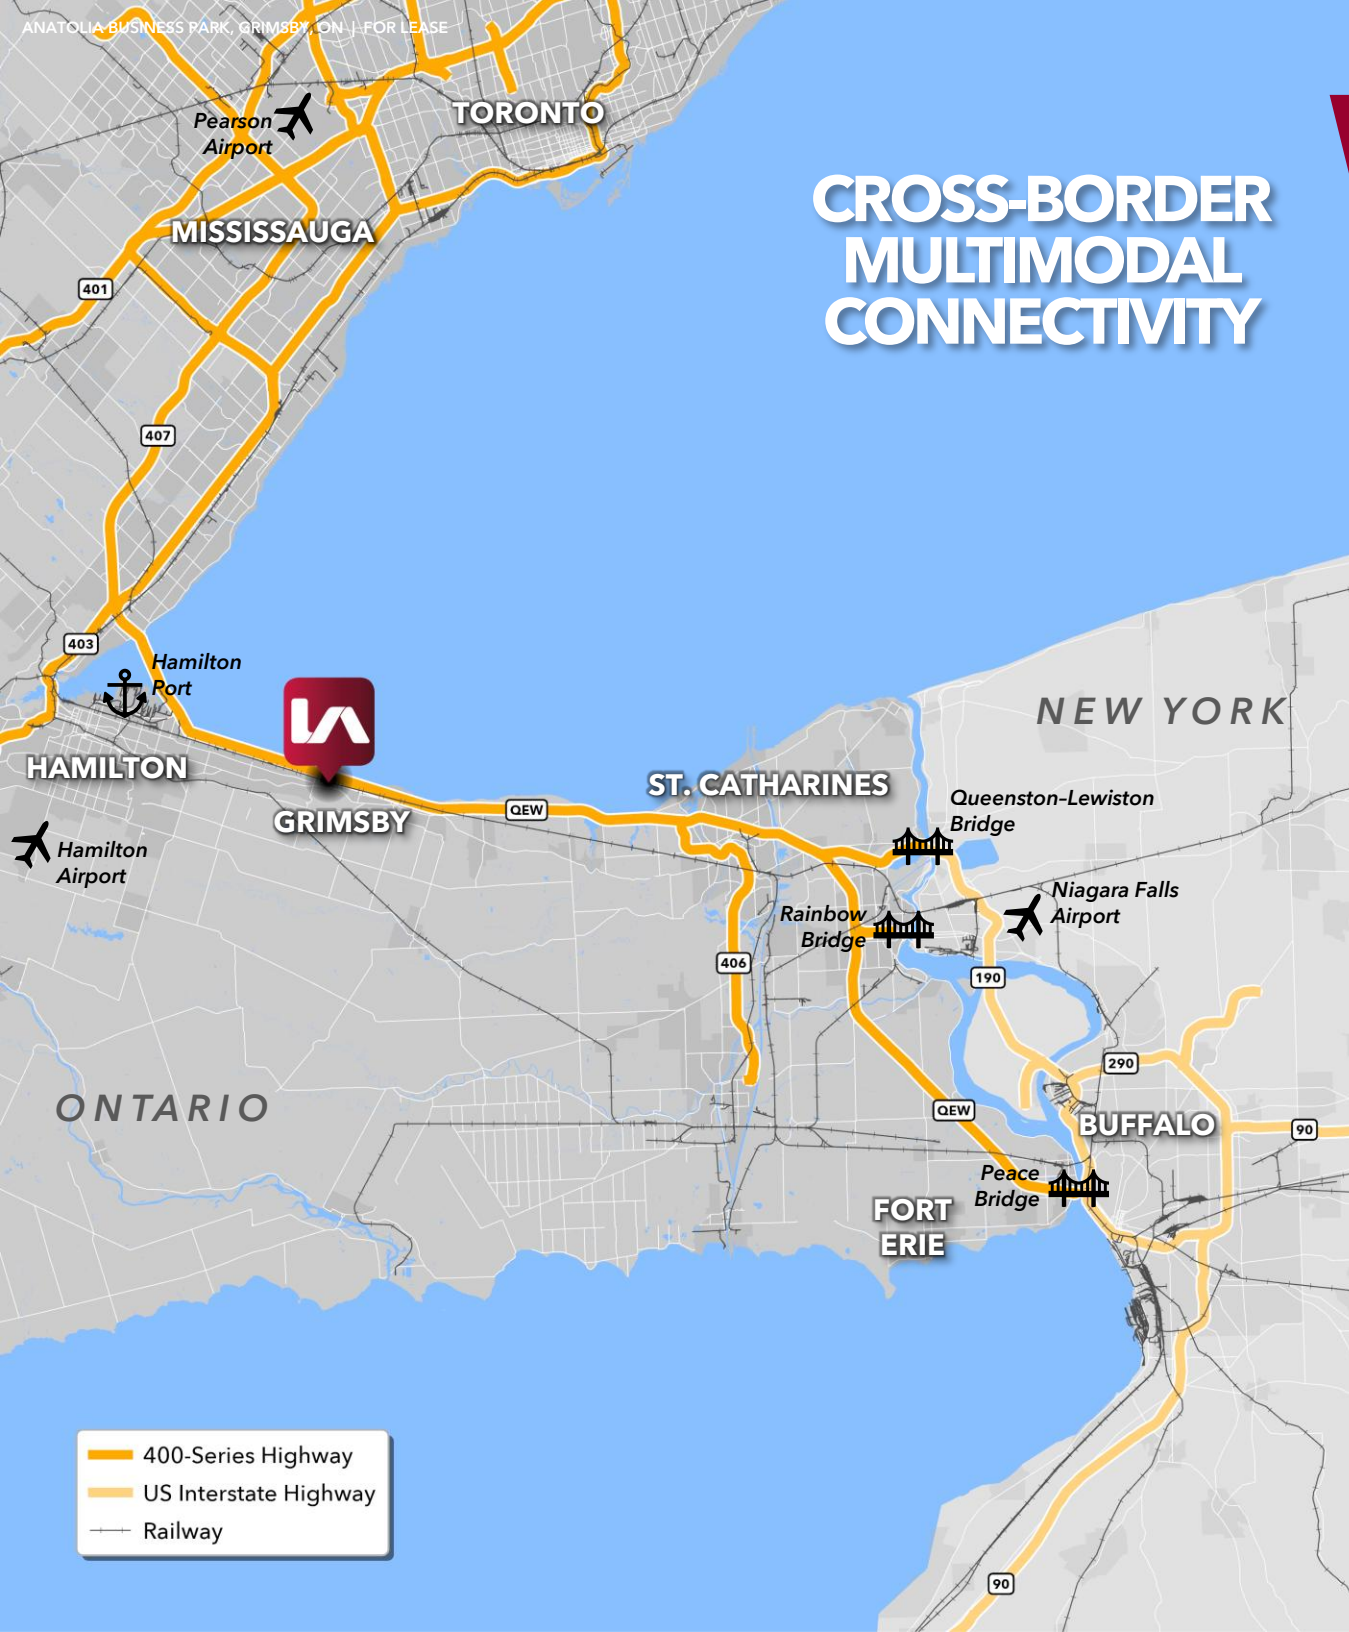 ANATOLIA BUSINESS PARK, GRIMSBY, ON | FOR LEASE
TORONTO
Pearson
Airport
CROSS-BORDER
MULTIMODAL
CONNECTIVITY
MISSISSAUGA
401
407
403
Hamilton
Port
NEW YORK
HAMILTON
GRIMSBY
QEW
ST. CATHARINES
Queenston–Lewiston
Bridge
Hamilton
Airport
Niagara Falls
Airport
Rainbow
Bridge
406
190
290
ONTARIO
QEW
BUFFALO
90
Peace
Bridge
FORT
ERIE
400-Series Highway
US Interstate Highway
Railway
90